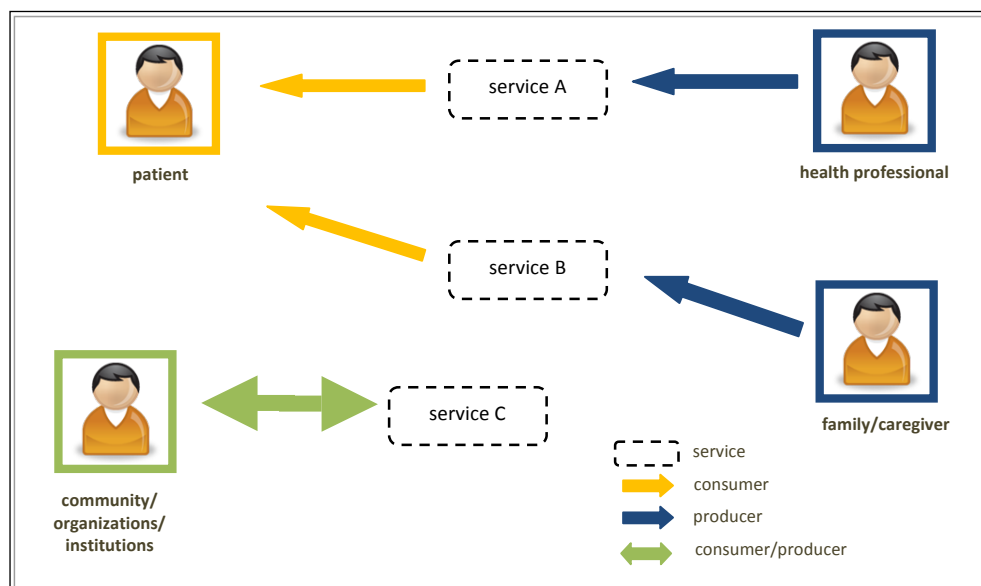 service A
patient
health professional
service B
service C
family/caregiver
service
consumer
community/
organizations/
institutions
producer
consumer/producer